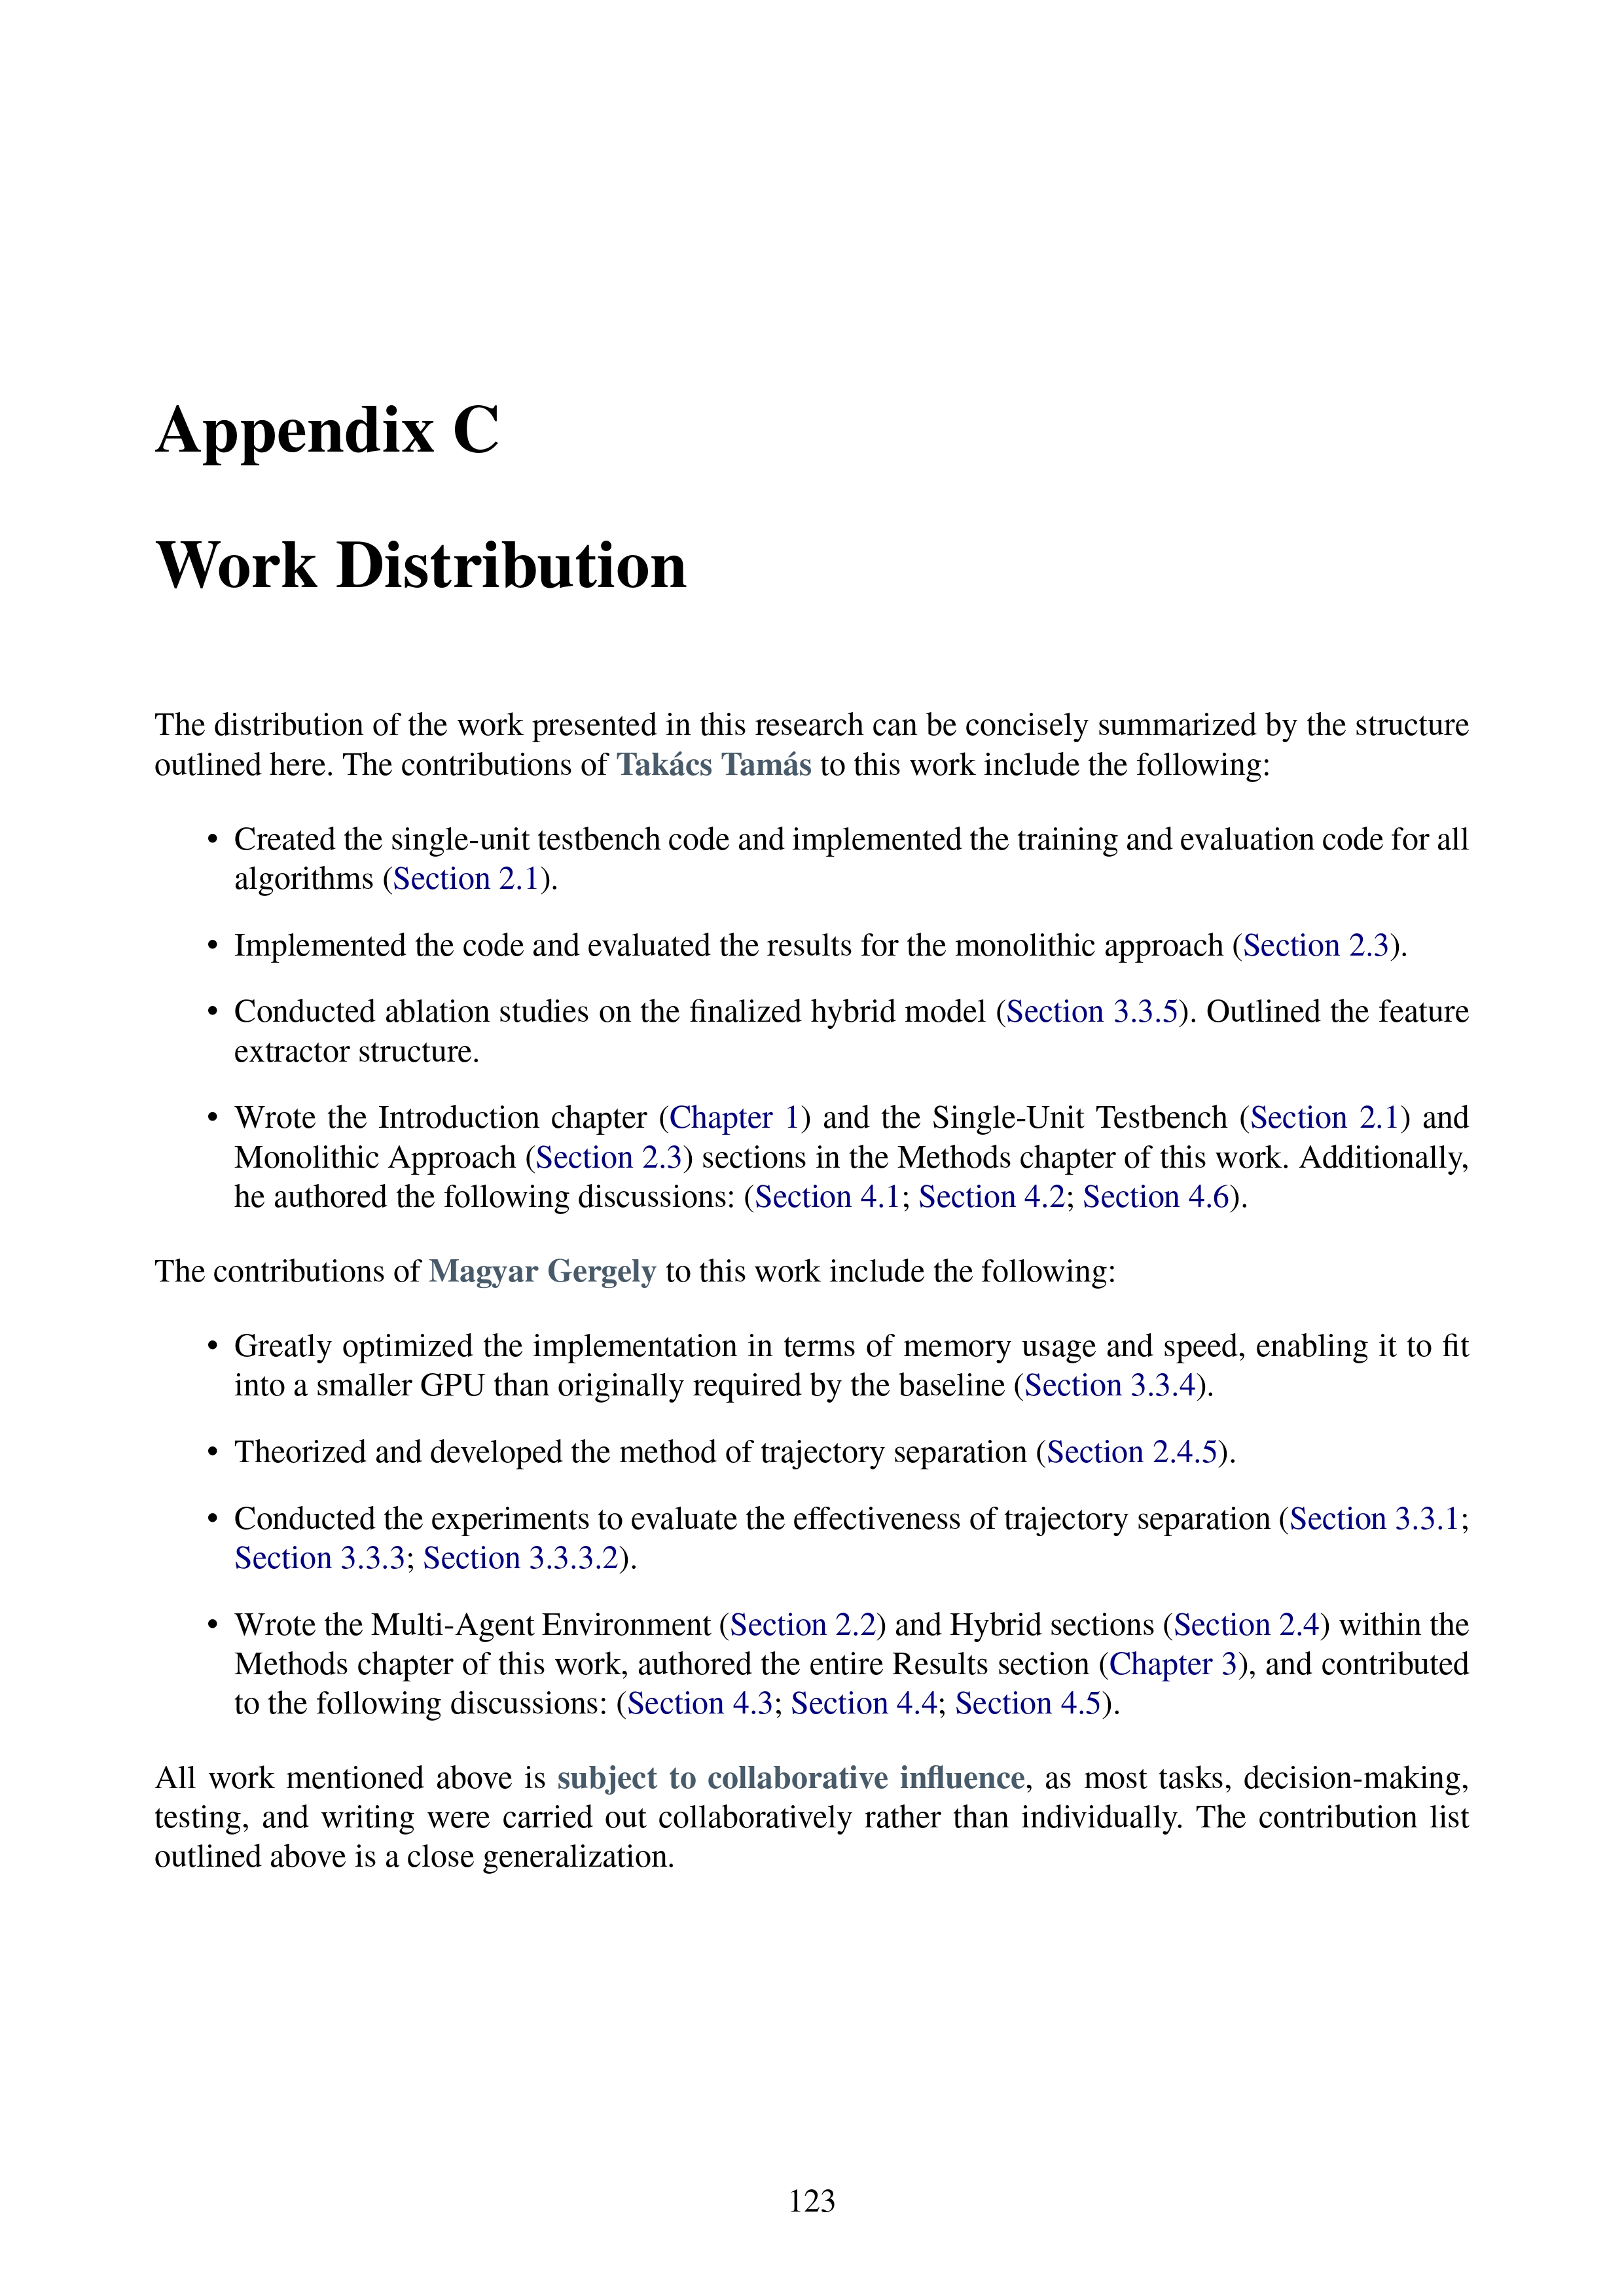 Appendix C
Work Distribution
The distribution of the work presented in this research can be concisely summarized by the structure
outlined here. The contributions of Takács Tamás to this work include the following:
• Created the single-unit testbench code and implemented the training and evaluation code for all
algorithms (Section 2.1).
• Implemented the code and evaluated the results for the monolithic approach (Section 2.3).
• Conducted ablation studies on the finalized hybrid model (Section 3.3.5). Outlined the feature
extractor structure.
• Wrote the Introduction chapter (Chapter 1) and the Single-Unit Testbench (Section 2.1) and
Monolithic Approach (Section 2.3) sections in the Methods chapter of this work. Additionally,
he authored the following discussions: (Section 4.1; Section 4.2; Section 4.6).
The contributions of Magyar Gergely to this work include the following:
• Greatly optimized the implementation in terms of memory usage and speed, enabling it to fit
into a smaller GPU than originally required by the baseline (Section 3.3.4).
• Theorized and developed the method of trajectory separation (Section 2.4.5).
• Conducted the experiments to evaluate the effectiveness of trajectory separation (Section 3.3.1;
Section 3.3.3; Section 3.3.3.2).
• Wrote the Multi-Agent Environment (Section 2.2) and Hybrid sections (Section 2.4) within the
Methods chapter of this work, authored the entire Results section (Chapter 3), and contributed
to the following discussions: (Section 4.3; Section 4.4; Section 4.5).
All work mentioned above is subject to collaborative influence, as most tasks, decision-making,
testing, and writing were carried out collaboratively rather than individually. The contribution list
outlined above is a close generalization.
123